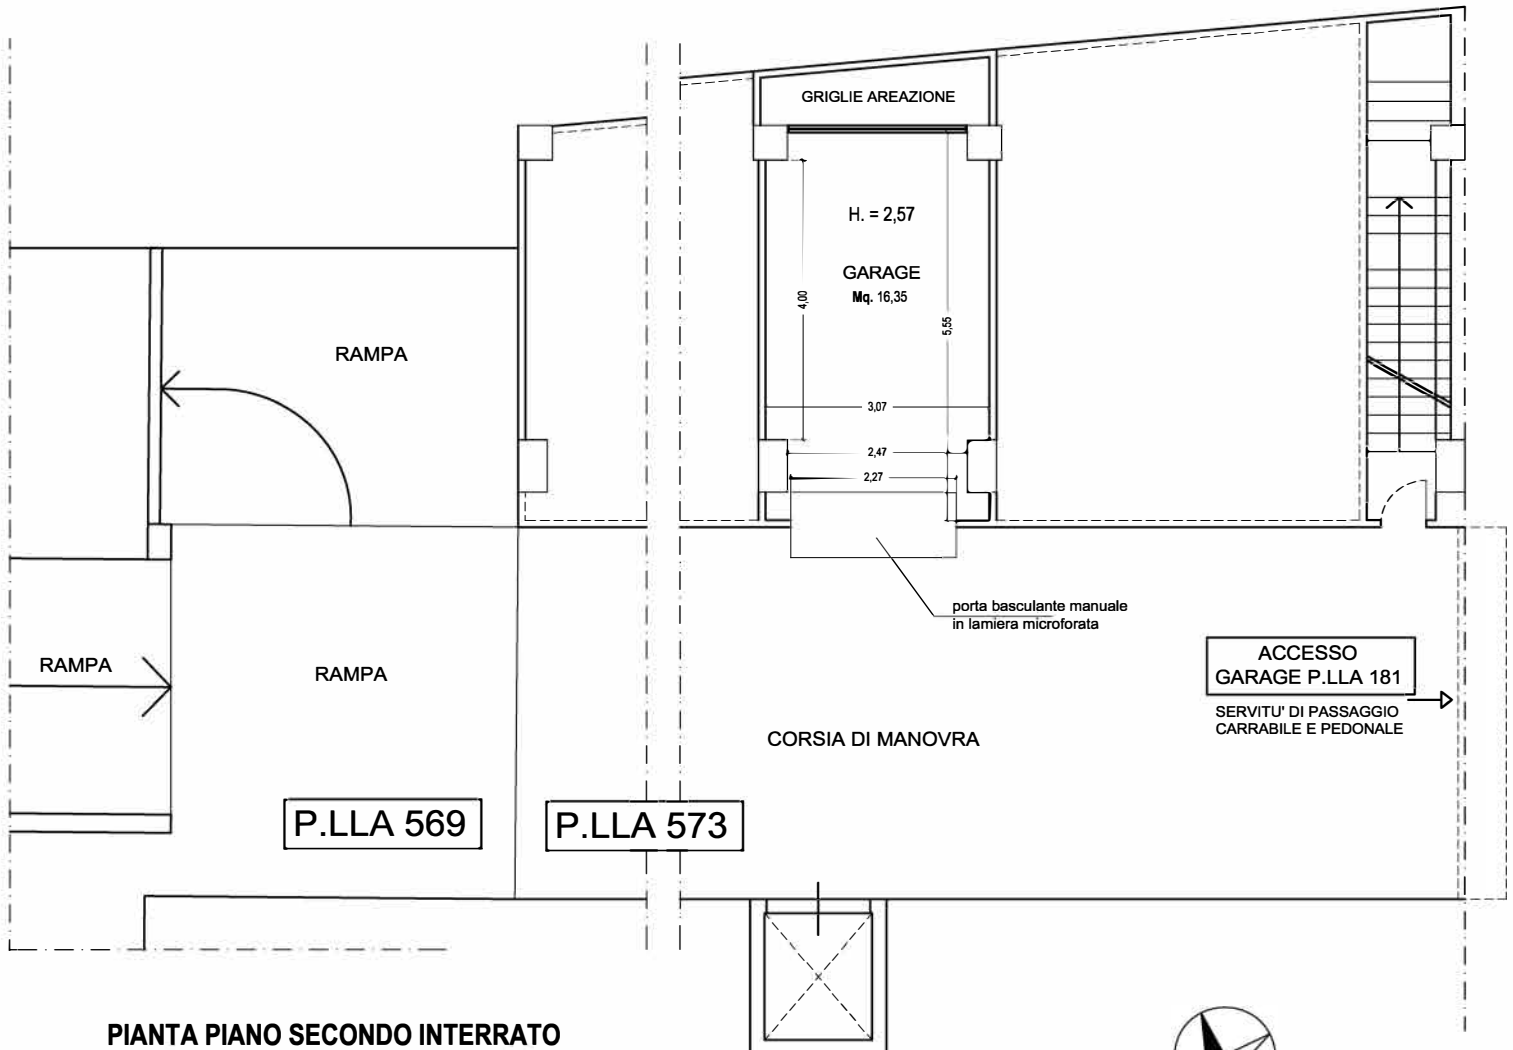 GRIGLIE AREAZIONE
H. = 2,57
GARAGE
Mq. 16,35
4,00
5,55
RAMPA
3,07
2,47
2,27
porta basculante manuale
in lamiera microforata
RAMPA
RAMPA
ACCESSO
GARAGE P.LLA 181
SERVITU' DI PASSAGGIO
CARRABILE E PEDONALE
CORSIA DI MANOVRA
P.LLA 569
P.LLA 573
PIANTA PIANO SECONDO INTERRATO